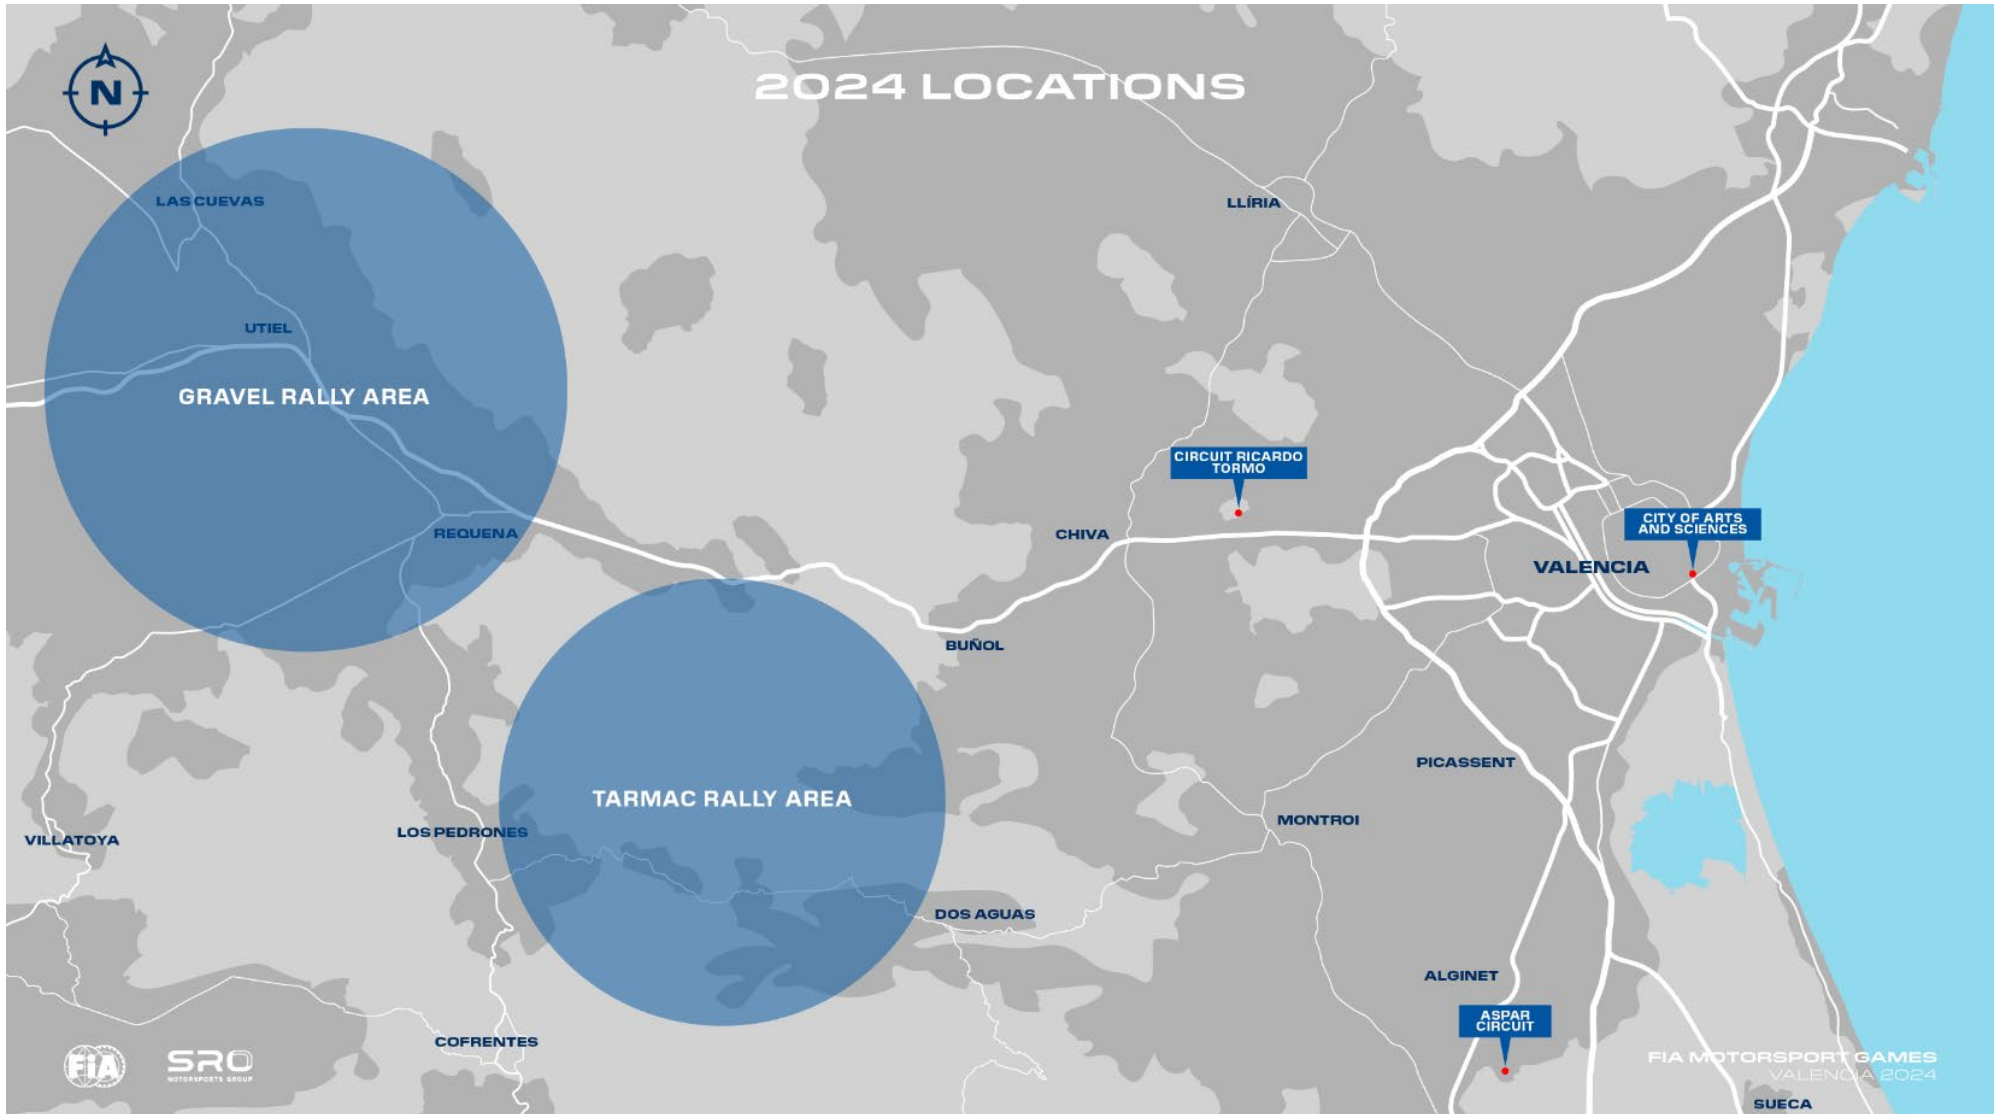 N
2024 LOCATIONS
LAS CUEVAS
LLÍRIA
UTIEL
GRAVEL RALLY AREA
CIRCUIT RICARDO
TORMO
CITY OF ARTS
AND SCIENCES
REQUENA
CHIVA
VALENCIA
BUÑOL
PICASSENT
TARMAC RALLY AREA
MONTROI
LOS PEDRONES
VILLATOYA
DOS AGUAS
ALGINET
ASPAR
CIRCUIT
COFRENTES
FiA
SRO
MOTORSPORTS GROUP
FIA MOTORSPORT GAMES
VALENCIA 2024
SUECA